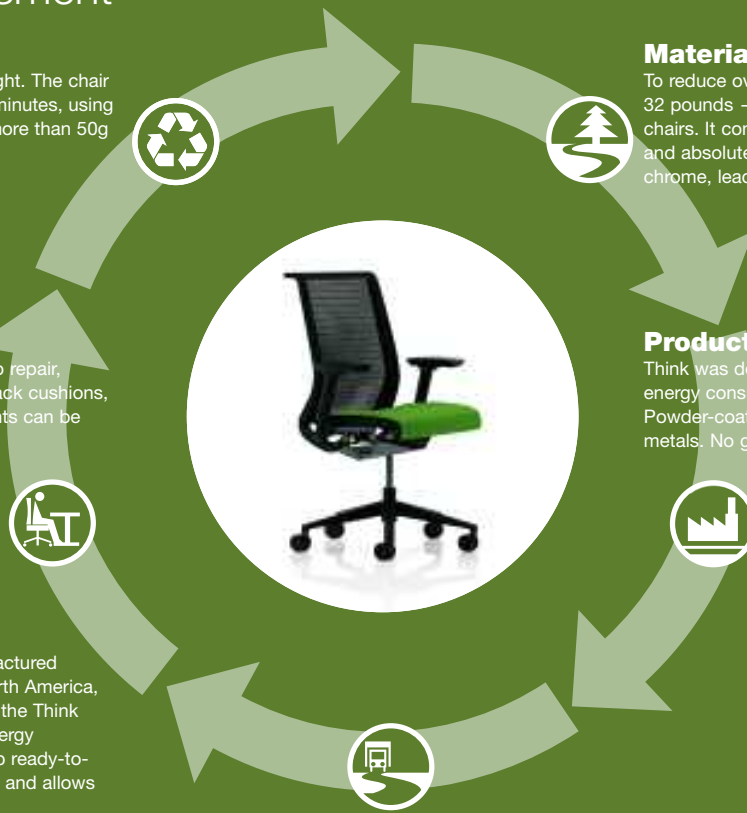 ement
ght. The chair
minutes, using
more than 50g
Materia
To reduce ov
32 pounds -
chairs. It con
and absolute
chrome, lead
Product
Think was de
energy cons
Powder-coat
metals. No g
o repair,
ack cushions,
nts can be
actured
rth America,
the Think
ergy
o ready-to-
and allows